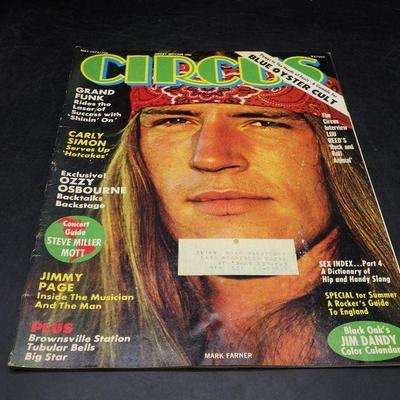 CIRCUS
BLUE OYSTER CULT
GRAND
FUNK
Rides the
Laser of
Success with
'Shinin' On'
CARLY
SIMON
Serves Up
'Hotcakes'
Exclusive!
OZZY
OSBOURNE
Backtalks
Backstage
Concert
Guide
STEVE MILLER
MOTT
JIMMY
PAGE
Inside The Musician
And The Man
PLUS
Brownsville Station
Tubular Bells
Big Star
The
Circus
Interview
LOU
REED'S
'Rock and
Roll
Animal'
SEX INDEX...Part 4
A Dictionary of
Hip and Handy Slang
SPECIAL for Summer
A Rocker's Guide
To England
Black Oak's
JIM DANDY
Color Calendar
MARK FARNER